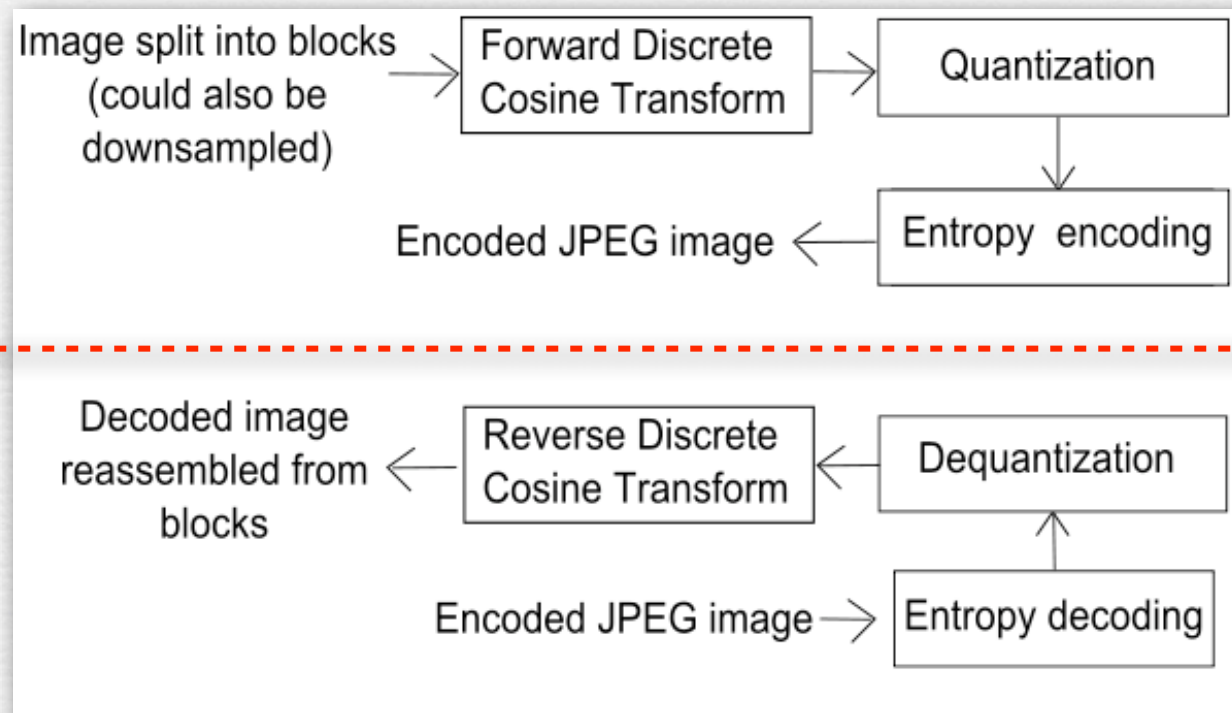 Image split into blocks
(could also be
downsampled)
Forward Discrete
Cosine Transform
Quantization
Entropy encoding
Encoded JPEG image
Decoded image
reassembled from
blocks
Reverse Discrete
Cosine Transform
Dequantization
Encoded JPEG image
Entropy decoding